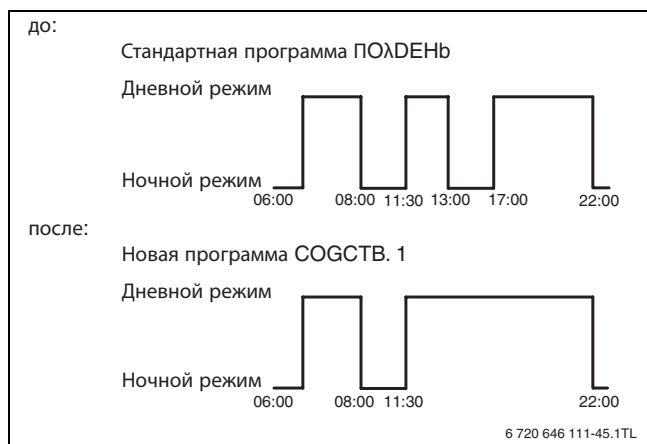 до:
Стандартная программа ПОλDEHb
Дневной режим
Ночной режим
06:00 08:00 11:30 13:00 17:00 22:00
после:
Новая программа COGCTB. 1
Дневной режим
Ночной режим
06:00 08:00 11:30 22:00
6 720 646 111-45.1TL